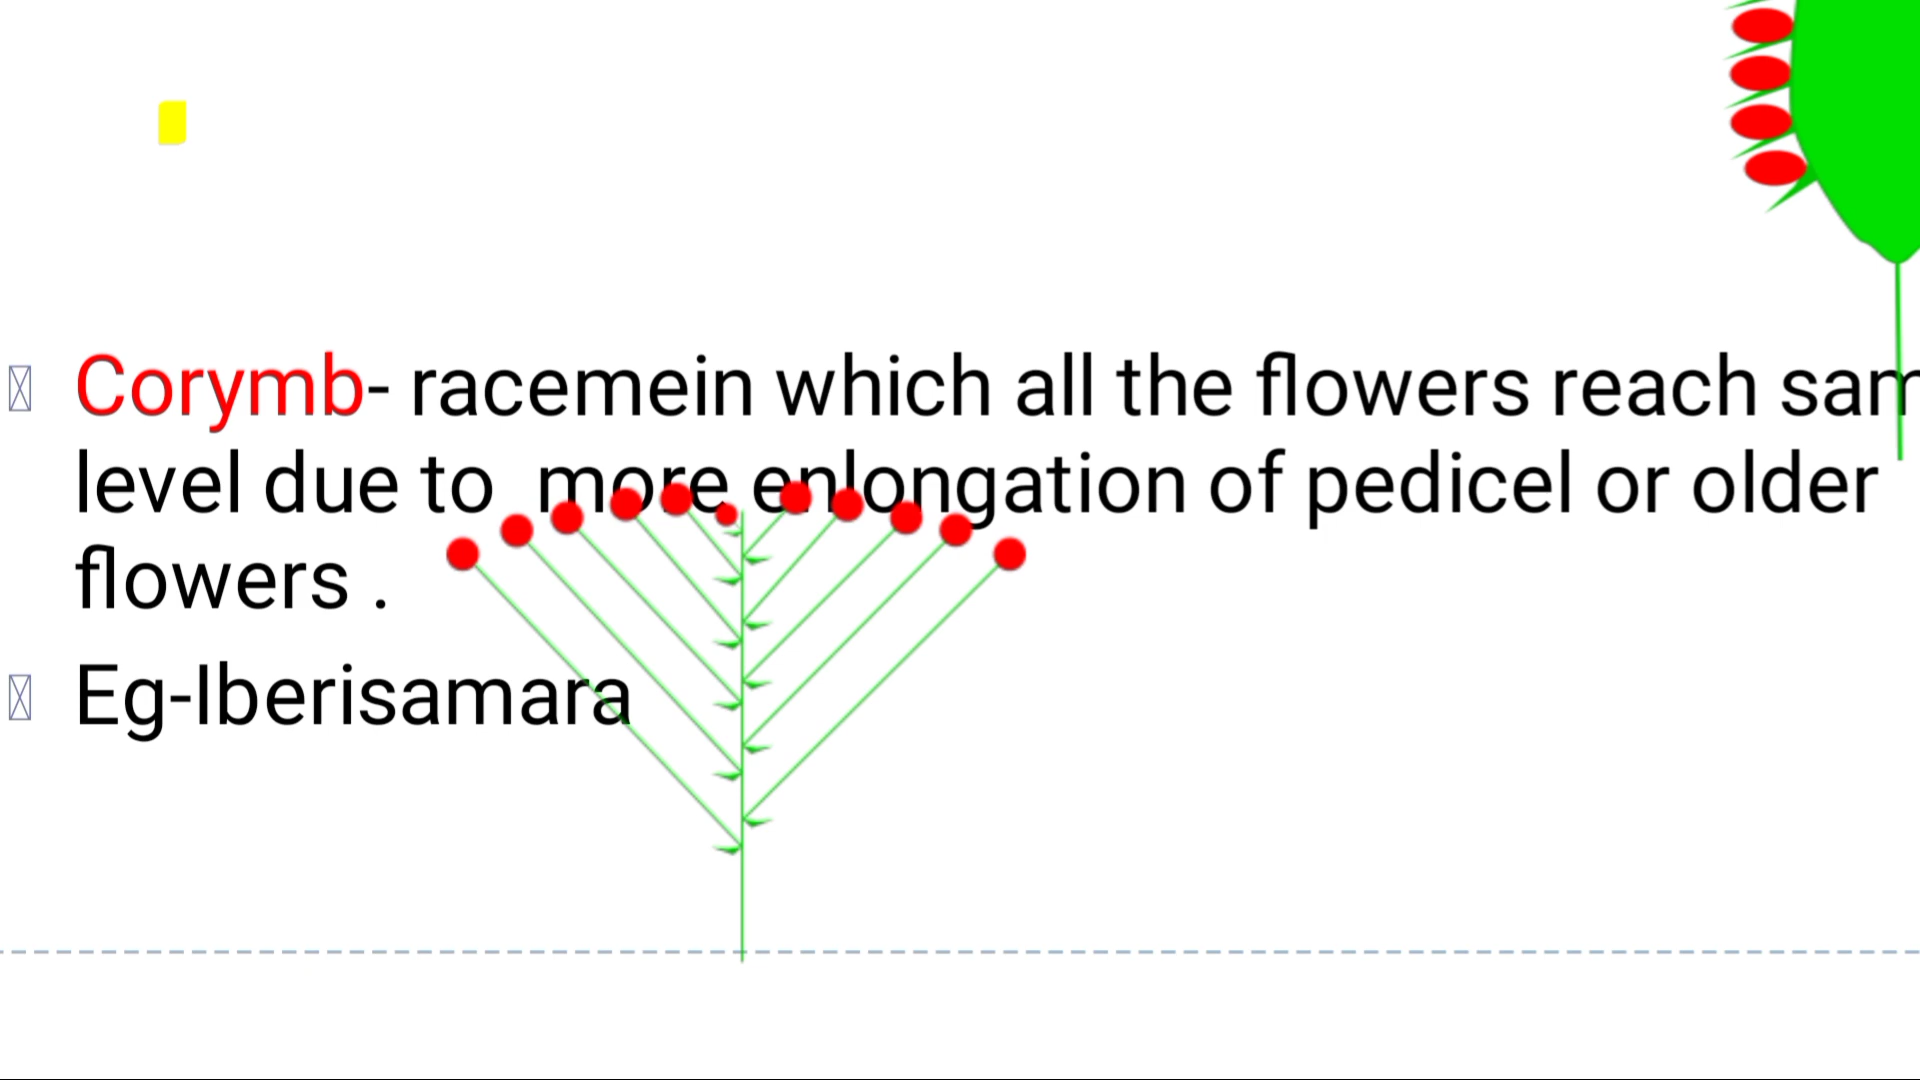 Corymb- racemein which all the flowers reach sam
level due to more enlongation of pedicel or older
flowers .
Eg-Iberisamara